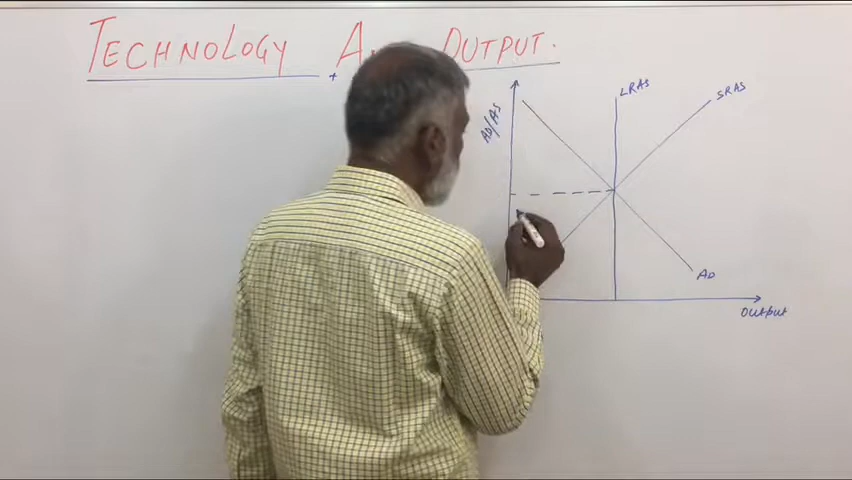 TECHNOLOGY OUTPUT.
AD/AS
LRAS
SRAS
AD
Output